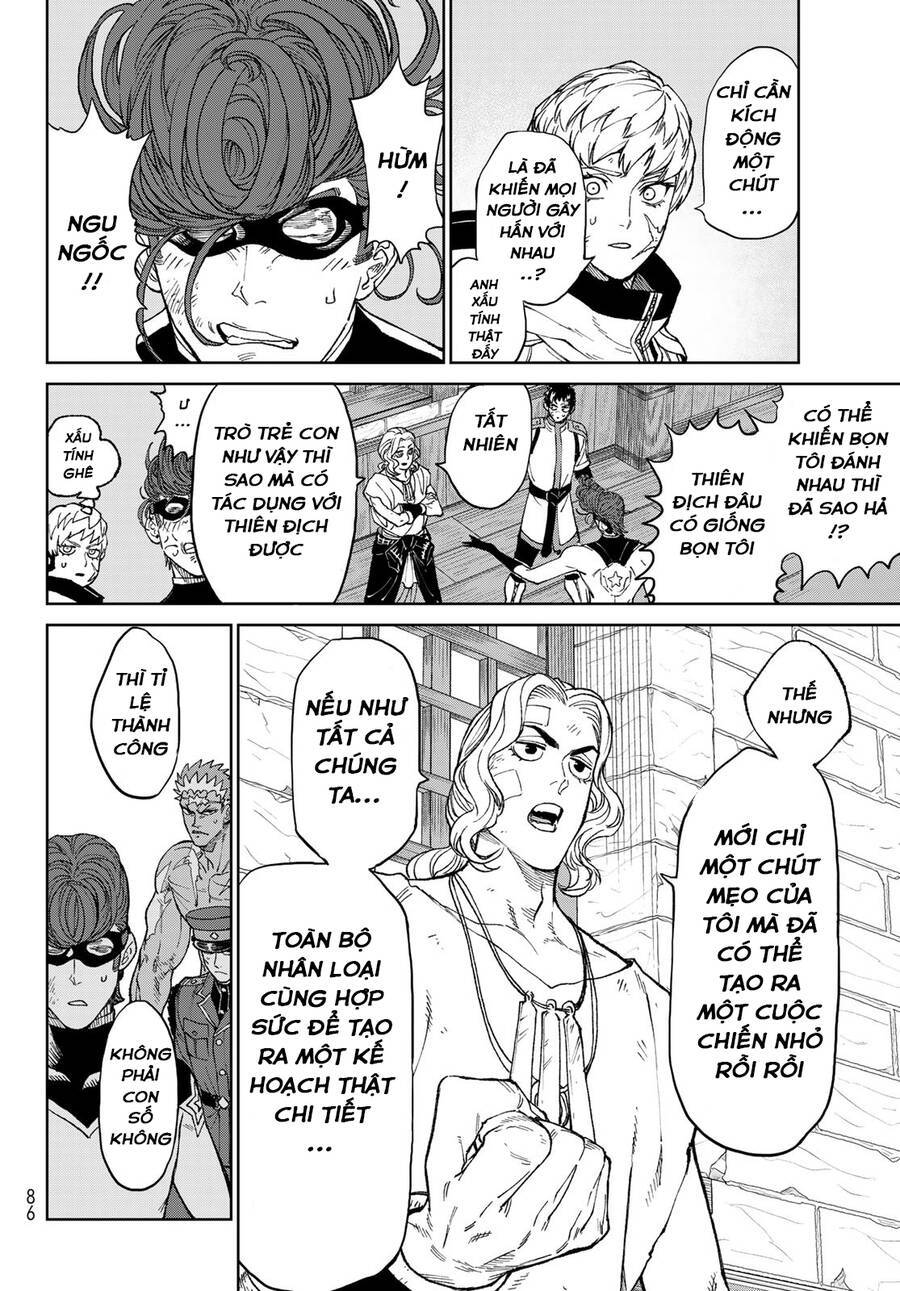 CHỈ CẦN
KÍCH
ĐỘNG
MỘT
CHÚT
...
LÀ ĐÃ
KHIẾN MỌI
NGƯỜI GÂY
HẤN VỚI
NHAU
..?
ANH
XẤU
TÍNH
THẬT
ĐẤY
HỪM
!
NGU
NGỐC
!!
CÓ THỂ
KHIẾN BỌN
TÔI ĐÁNH
NHAU THÌ
ĐÃ SAO HẢ
!?
THIÊN
ĐỊCH ĐÂU
CÓ GIỐNG
BỌN TÔI
TẤT
NHIÊN
TRÒ TRẺ CON
NHƯ VẬY THÌ
SAO MÀ CÓ
TÁC DỤNG VỚI
THIÊN ĐỊCH
ĐƯỢC
Ư
...
XẤU
TÍNH
GHÊ
THẾ
NHƯNG
MỚI CHỈ
MỘT CHÚT
MẸO CỦA
TÔI MÀ ĐÃ
CÓ THỂ
TẠO RA
MỘT CUỘC
CHIẾN NHỎ
RỒI RỒI
NẾU NHƯ
TẤT CẢ
CHÚNG
TA...
TOÀN BỘ
NHÂN LOẠI
CÙNG HỢP
SỨC ĐỂ TẠO
RA MỘT KẾ
HOẠCH THẬT
CHI TIẾT
...
THÌ TỈ
LỆ
THÀNH
CÔNG
KHÔNG
PHẢI
CON
SỐ
KHÔNG
86